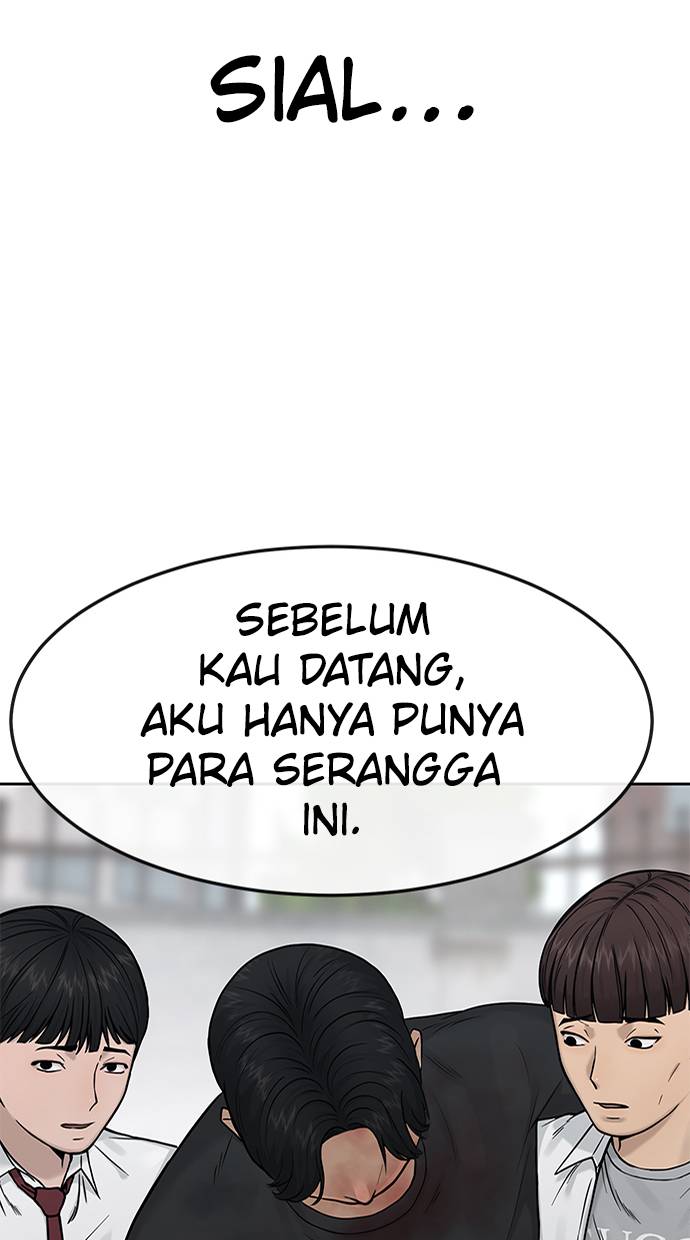 SIAL...
SEBELUM
KAU DATANG,
AKU HANYA PUNYA
PARA SERANGGA
INI.